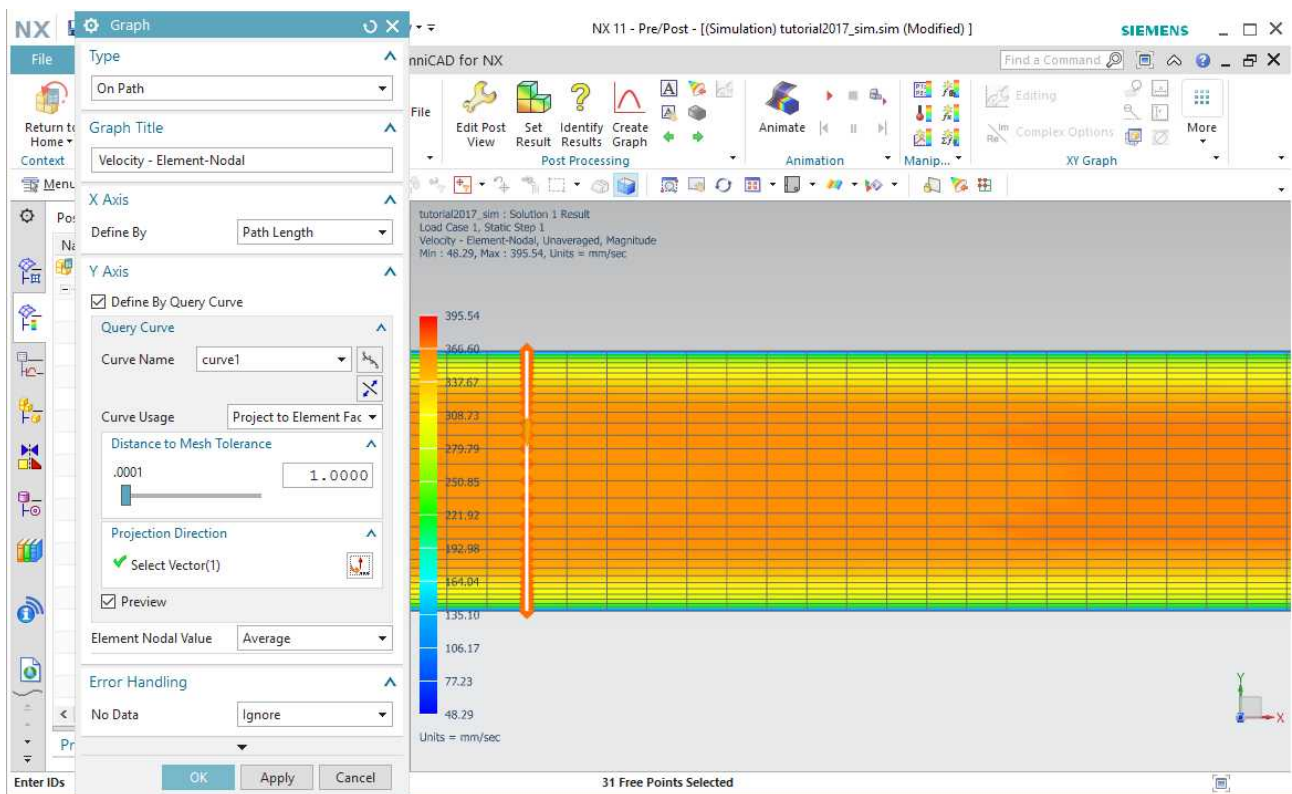 NX
Graph
NX 11 - Pre/Post - [(Simulation) tutorial2017_sim.sim (Modified) ]
SIEMENS
File
Type
nniCAD for NX
Find a Command
On Path
Return to
Home
Context
Graph Title
Velocity - Element-Nodal
File
Edit Post
View
Set
Result
Identify
Results
Create
Graph
Post Processing
Animate
Animation
Manip...
Editing
Complex Options
XY Graph
More
Menu
X Axis
Define By
Path Length
Pos
Na
Y Axis
Define By Query Curve
Query Curve
Curve Name
curve1
Curve Usage
Project to Element Fac
Distance to Mesh Tolerance
.0001
1.0000
Projection Direction
Select Vector(1)
Preview
Element Nodal Value
Average
Error Handling
No Data
Ignore
Pr
OK
Apply
Cancel
tutorial2017_sim : Solution 1 Result
Load Case 1, Static Step 1
Velocity - Element-Nodal, Unaveraged, Magnitude
Min : 48.29, Max : 395.54, Units = mm/sec
395.54
366.60
337.67
308.73
279.79
250.85
221.92
192.98
164.04
135.10
106.17
77.23
48.29
Units = mm/sec
Y
X
Enter IDs
31 Free Points Selected